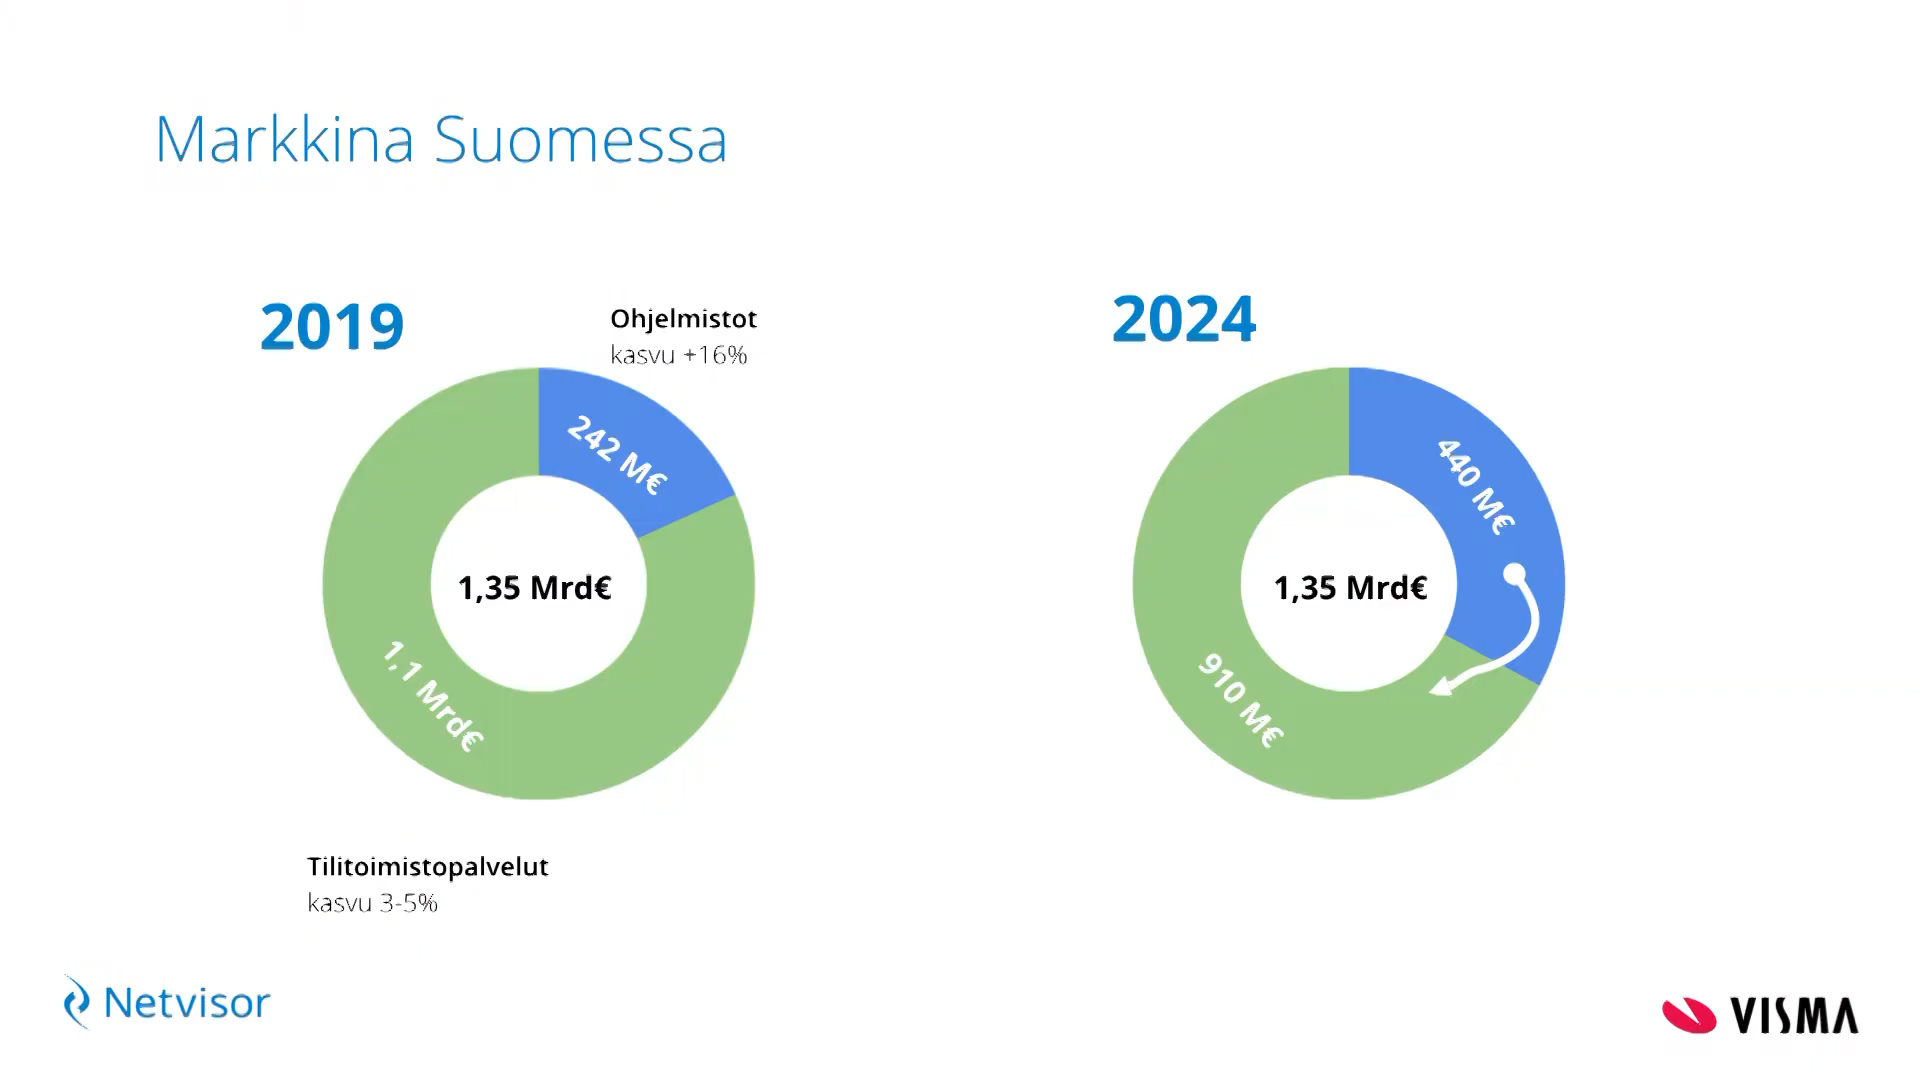 Markkina Suomessa
2019
Ohjelmistot
kasvu +16%
242 M€
1,35 Mrd€
1,1 Mrd€
Tilitoimistopalvelut
kasvu 3-5%
2024
440 M€
1,35 Mrd€
910 M€
Netvisor
VISMA